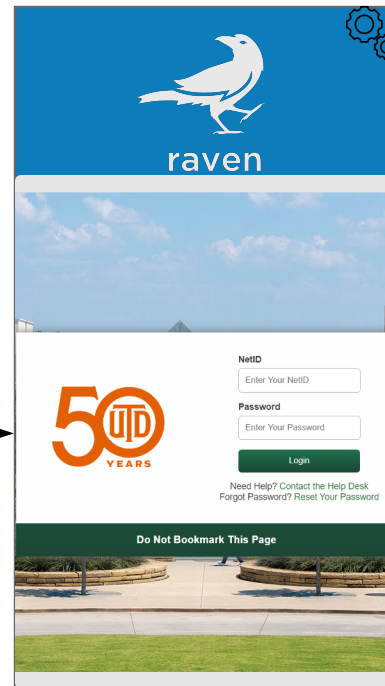 raven
50
UTD
YEARS
NetID
Enter Your NetID
Password
Enter Your Password
Login
Need Help? Contact the Help Desk
Forgot Password? Reset Your Password
Do Not Bookmark This Page